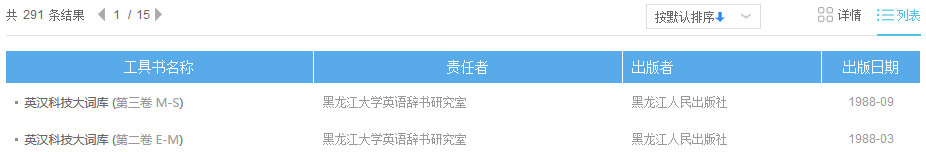 共 291 条结果 1 / 15 按默认排序 详情 列表
工具书名称 责任者 出版者 出版日期
英汉科技大词库 (第三卷 M-S) 黑龙江大学英语辞书研究室 黑龙江人民出版社 1988-09
英汉科技大词库 (第二卷 E-M) 黑龙江大学英语辞书研究室 黑龙江人民出版社 1988-03